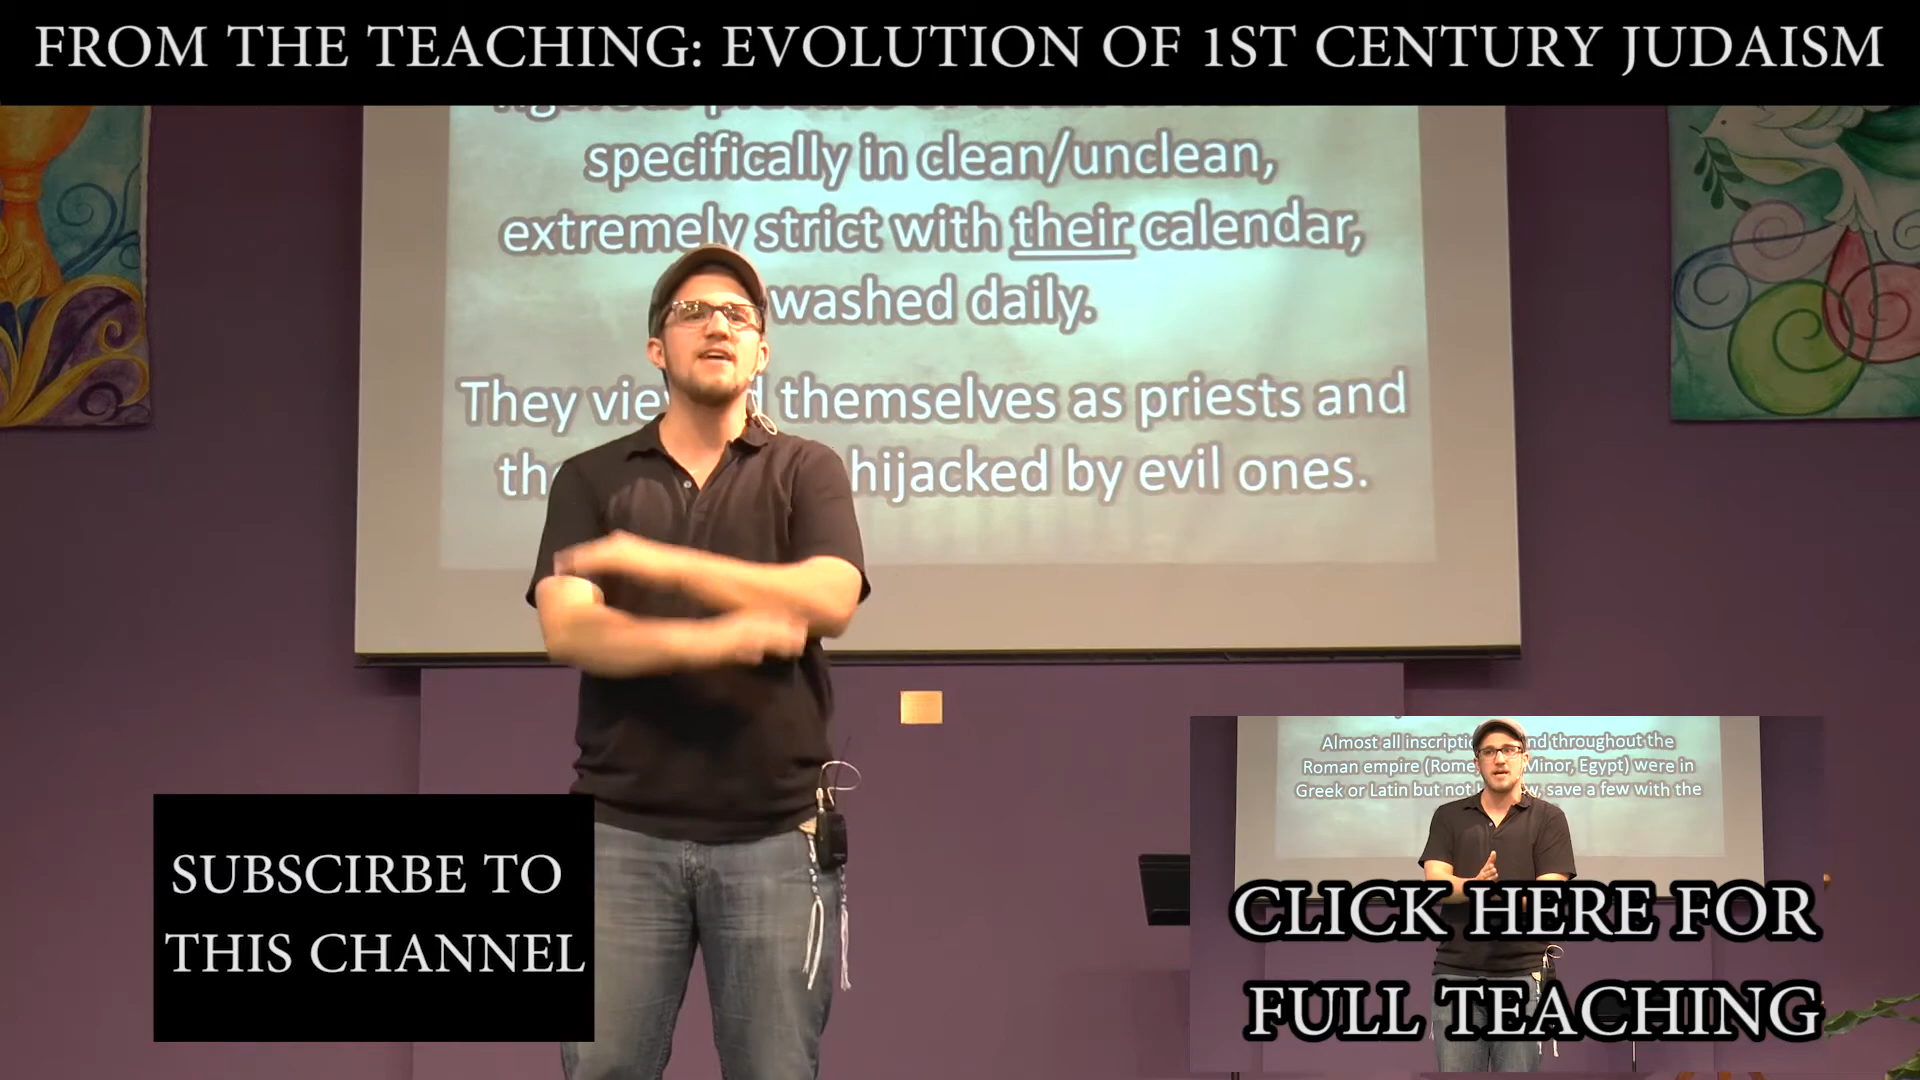 FROM THE TEACHING: EVOLUTION OF 1ST CENTURY JUDAISM
specifically in clean/unclean,
extremely strict with their calendar,
washed daily.
They themselves as priests and
hijacked by evil ones.
SUBSCIRBE TO
THIS CHANNEL
Almost all throughout the
Roman empire (Rome, Minor, Egypt) were in
Greek or Latin but not save a few with the
CLICK HERE FOR
FULL TEACHING